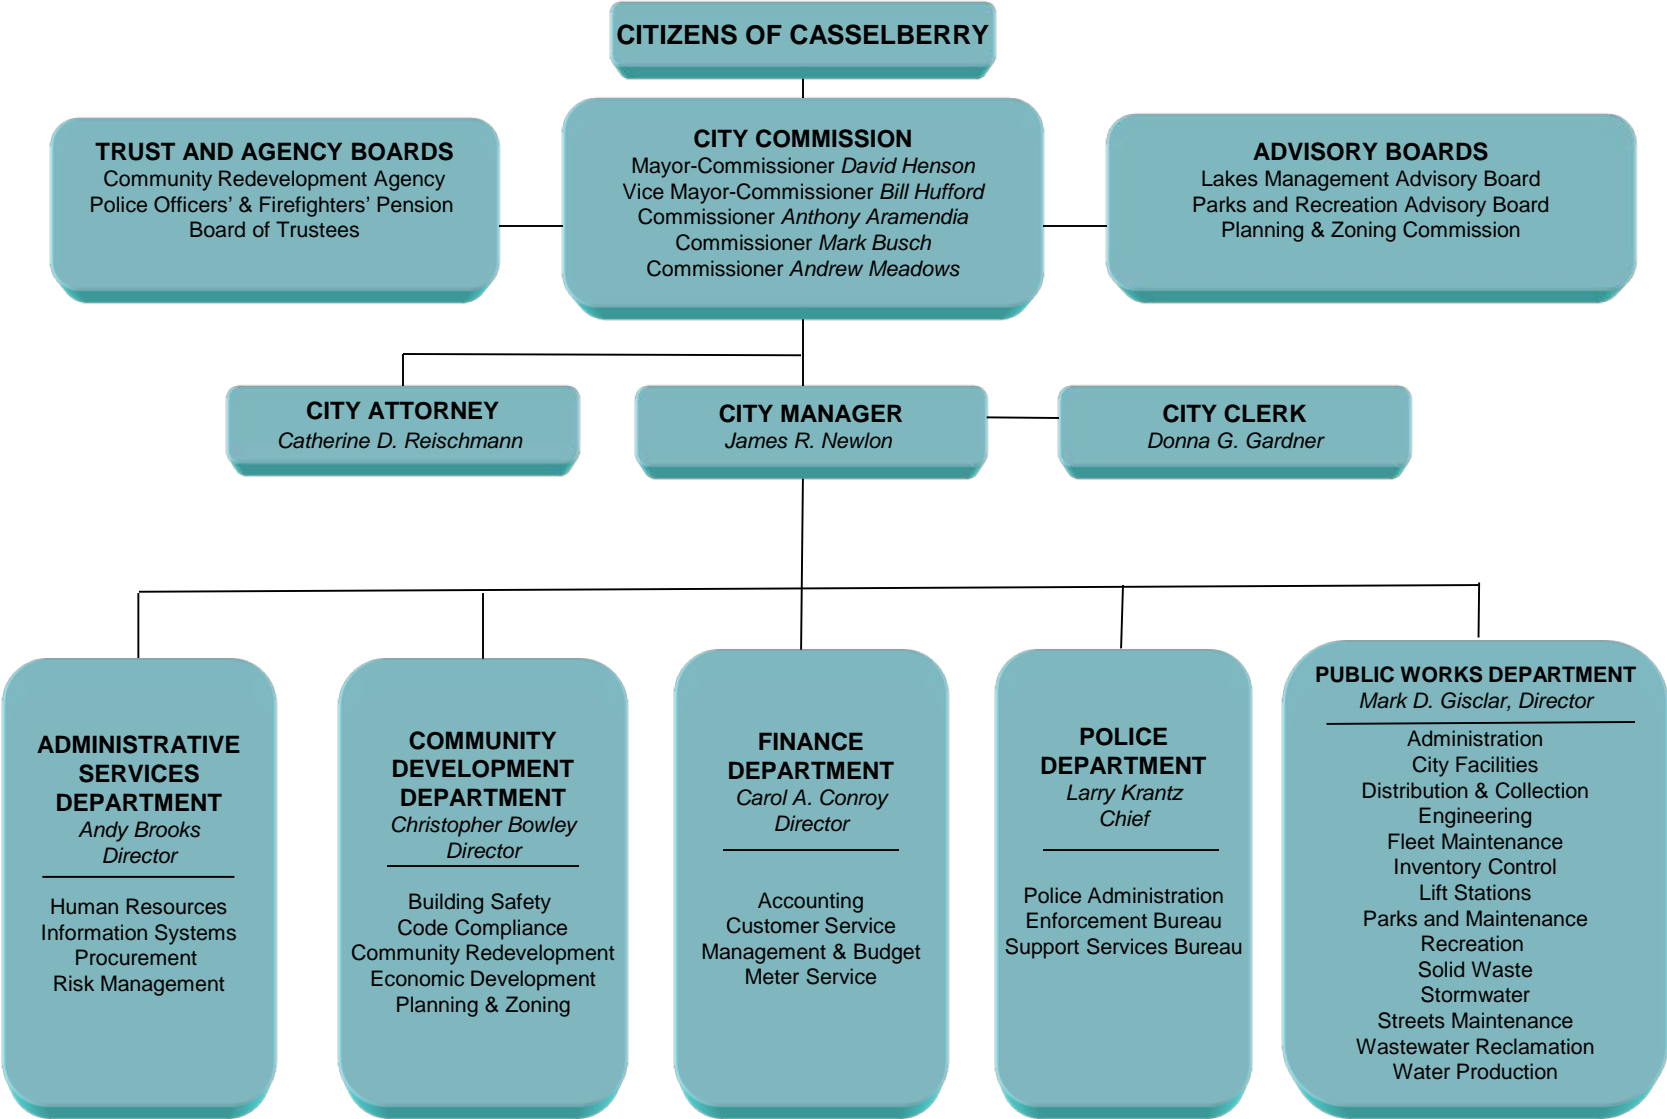 CITIZENS OF CASSELBERRY
TRUST AND AGENCY BOARDS
Community Redevelopment Agency
Police Officers’ & Firefighters’ Pension
Board of Trustees
CITY COMMISSION
Mayor-Commissioner David Henson
Vice Mayor-Commissioner Bill Hufford
Commissioner Anthony Aramendia
Commissioner Mark Busch
Commissioner Andrew Meadows
ADVISORY BOARDS
Lakes Management Advisory Board
Parks and Recreation Advisory Board
Planning & Zoning Commission
CITY ATTORNEY
Catherine D. Reischmann
CITY MANAGER
James R. Newlon
CITY CLERK
Donna G. Gardner
ADMINISTRATIVE
SERVICES
DEPARTMENT
Andy Brooks
Director
Human Resources
Information Systems
Procurement
Risk Management
COMMUNITY
DEVELOPMENT
DEPARTMENT
Christopher Bowley
Director
Building Safety
Code Compliance
Community Redevelopment
Economic Development
Planning & Zoning
FINANCE
DEPARTMENT
Carol A. Conroy
Director
Accounting
Customer Service
Management & Budget
Meter Service
POLICE
DEPARTMENT
Larry Krantz
Chief
Police Administration
Enforcement Bureau
Support Services Bureau
PUBLIC WORKS DEPARTMENT
Mark D. Gisclar, Director
Administration
City Facilities
Distribution & Collection
Engineering
Fleet Maintenance
Inventory Control
Lift Stations
Parks and Maintenance
Recreation
Solid Waste
Stormwater
Streets Maintenance
Wastewater Reclamation
Water Production